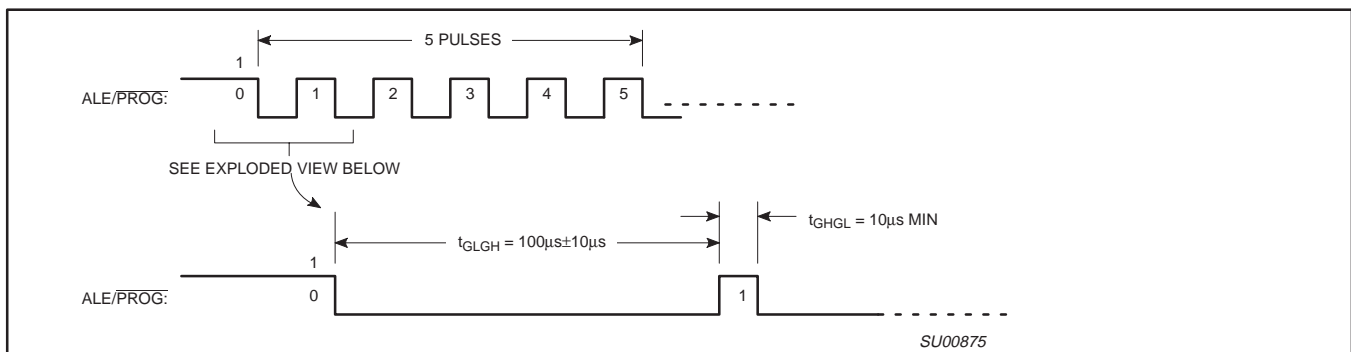 5 PULSES
1
ALE/PROG:
0 1 2 3 4 5
SEE EXPLODED VIEW BELOW
tGHGL = 10µs MIN
tGLGH = 100µs±10µs
1
ALE/PROG:
0 1
SU00875